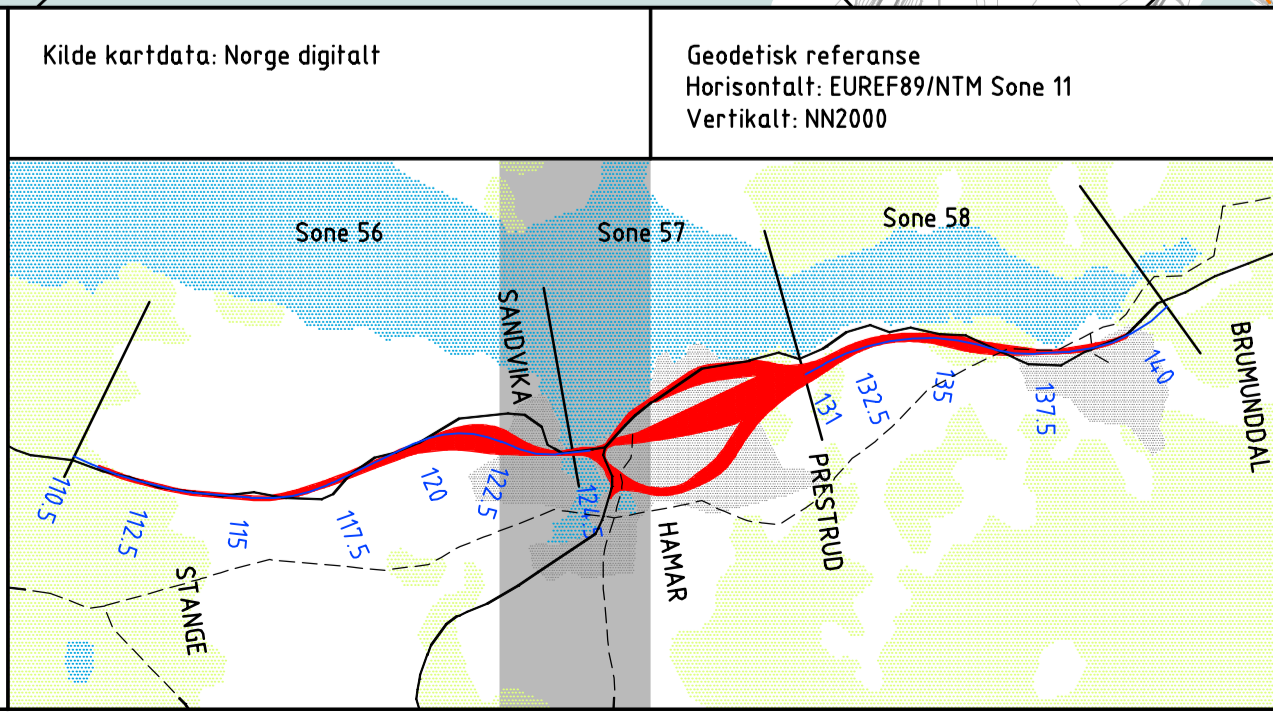 Kilde kartdata: Norge digitalt
Geodetisk referanse
Horisontalt: EUREF89/NTM Sone 11
Vertikalt: NN2000
Sone 56
Sone 57
Sone 58
SANDVIKA
BRUMUNDDAL
110.5
112.5
115
117.5
120
122.5
124.5
131
132.5
135
137.5
140
STANGE
HAMAR
PRESTRUD